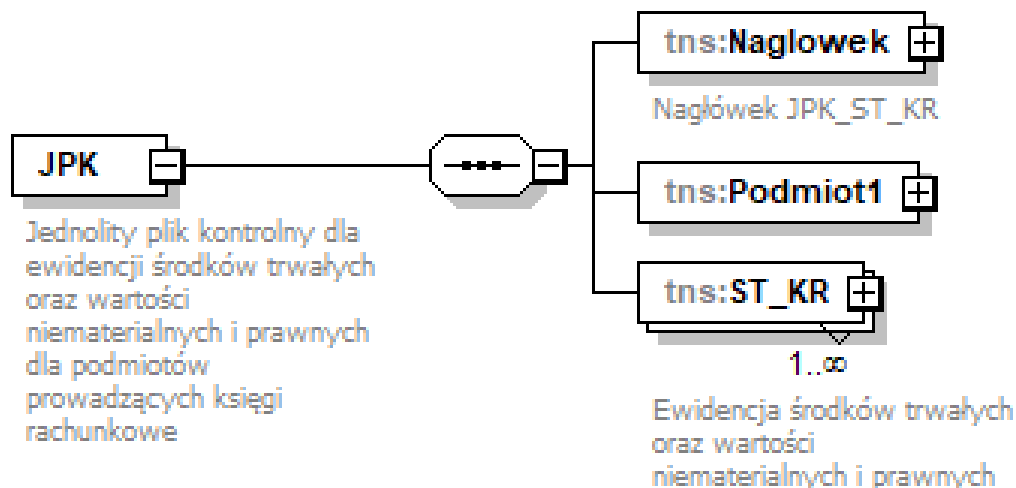 JPK
Jednolity plik kontrolny dla
ewidencji środków trwałych
oraz wartości
niematerialnych i prawnych
dla podmiotów
prowadzących księgi
rachunkowe
tns:Naglowek
Nagłówek JPK_ST_KR
tns:Podmiot1
tns:ST_KR
1..∞
Ewidencja środków trwałych
oraz wartości
niematerialnych i prawnych